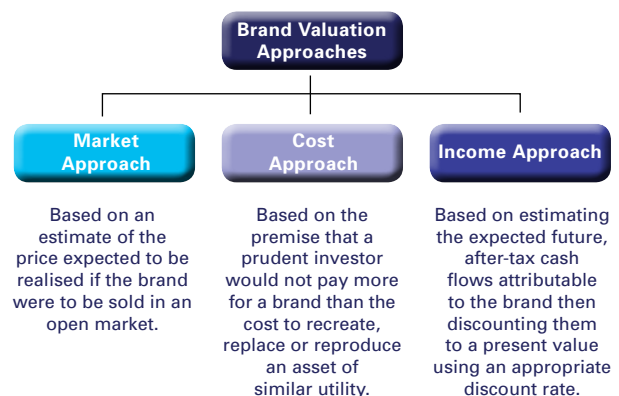 Brand Valuation
Approaches
Market
Approach
Based on an
estimate of the
price expected to be
realised if the brand
were to be sold in an
open market.
Cost
Approach
Based on the
premise that a
prudent investor
would not pay more
for a brand than the
cost to recreate,
replace or reproduce
an asset of
similar utility.
Income Approach
Based on estimating
the expected future,
after-tax cash
flows attributable
to the brand then
discounting them
to a present value
using an appropriate
discount rate.